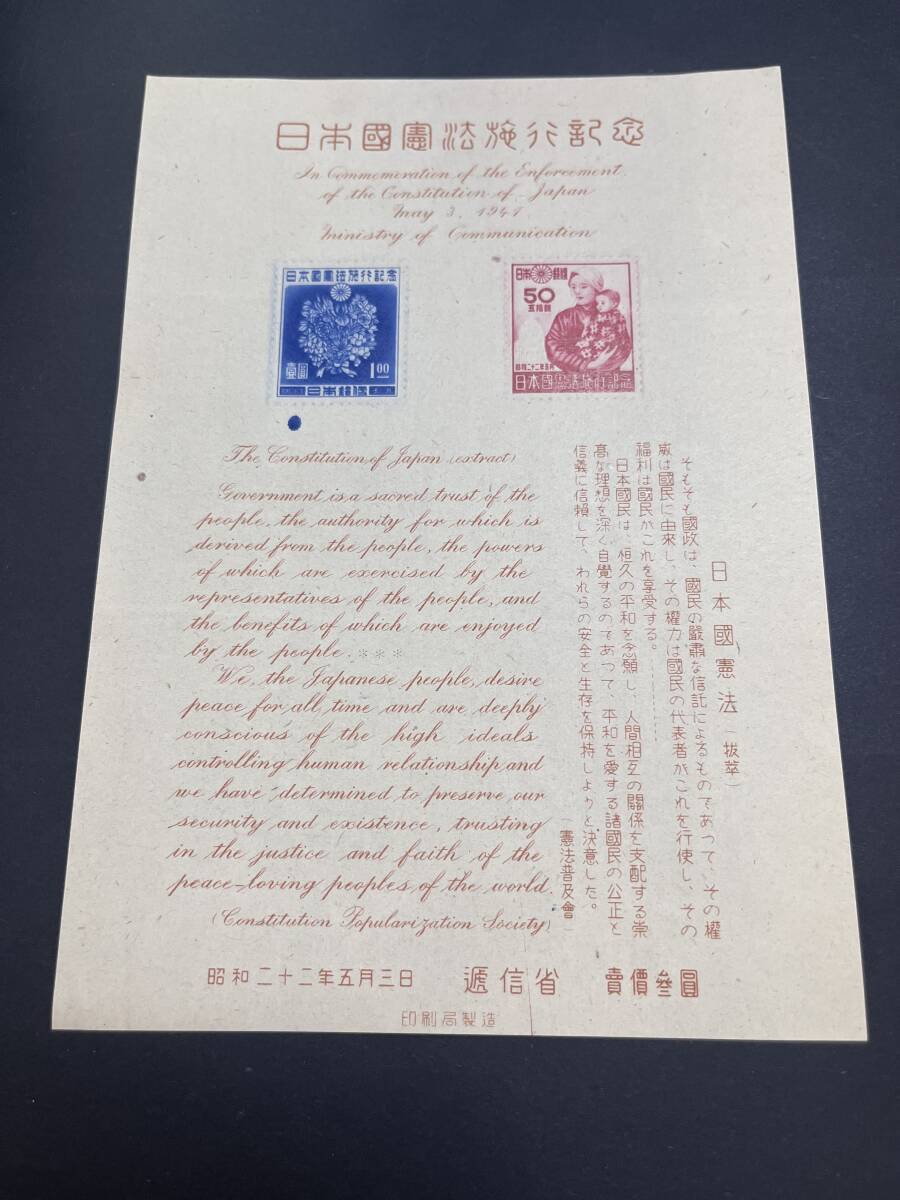 日本國憲法施行記念
In Commemoration of the Enforcement
of the Constitution of Japan
May 3, 1947
Ministry of Communication
日本國憲法施行記念
壹圓
1.00
日本郵便
日本郵便
50
五拾錢
昭和二十二年五月
日本國憲法施行記念
The Constitution of Japan (extract)
Government is a sacred trust of the
people, the authority for which is
derived from the people, the powers
of which are exercised by the
representatives of the people, and
the benefits of which are enjoyed
by the people. ***
We, the Japanese people, desire
peace for all time and are deeply
conscious of the high ideals
controlling human relationship and
we have determined to preserve our
security and existence, trusting
in the justice and faith of the
peace-loving peoples of the world.
(Constitution Popularization Society)
日本國憲法（拔萃）
そもそも國政は、國民の嚴肅な信託によるものであつて、その權
威は國民に由來し、その權力は國民の代表者がこれを行使し、その
福利は國民がこれを享受する。
日本國民は、恒久の平和を念願し、人間相互の關係を支配する崇
高な理想を深く自覺するのであつて、平和を愛する諸國民の公正と
信義に信頼して、われらの安全と生存を保持しようと決意した。
（憲法普及會）
昭和二十二年五月三日 遞信省 賣價參圓
印刷局製造